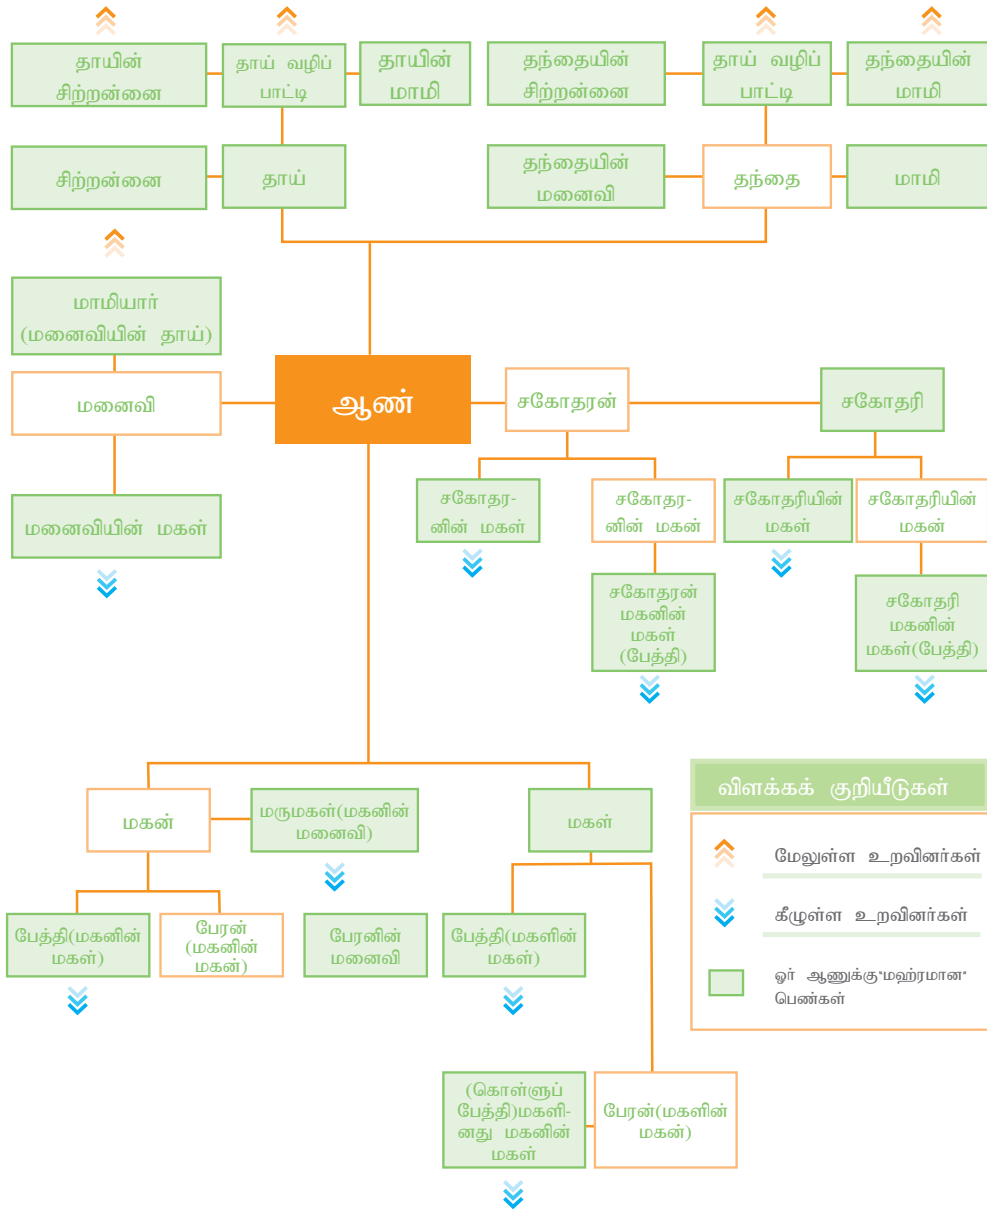 தாயின்
சிற்றன்னை
தாய் வழிப்
பாட்டி
தாயின்
மாமி
தந்தையின்
சிற்றன்னை
தாய் வழிப்
பாட்டி
தந்தையின்
மாமி
சிற்றன்னை
தாய்
தந்தையின்
மனைவி
தந்தை
மாமி
மாமியார்
(மனைவியின் தாய்)
மனைவி
ஆண்
சகோதரன்
சகோதரி
மனைவியின் மகள்
சகோதர-
னின் மகள்
சகோதர-
னின் மகன்
சகோதரியின்
மகள்
சகோதரியின்
மகன்
சகோதரன்
மகனின்
மகள்
(பேத்தி)
சகோதரி
மகனின்
மகள்(பேத்தி)
மகன்
மருமகள்(மகனின்
மனைவி)
மகள்
பேத்தி(மகனின்
மகள்)
பேரன்
(மகனின்
மகன்)
பேரனின்
மனைவி
பேத்தி(மகளின்
மகள்)
(கொள்ளுப்
பேத்தி)மகளி-
னது மகனின்
மகள்
பேரன்(மகளின்
மகன்)
விளக்கக் குறியீடுகள்
மேலுள்ள உறவினர்கள்
கீழுள்ள உறவினர்கள்
ஓர் ஆணுக்கு"மஹ்ரமான"
பெண்கள்